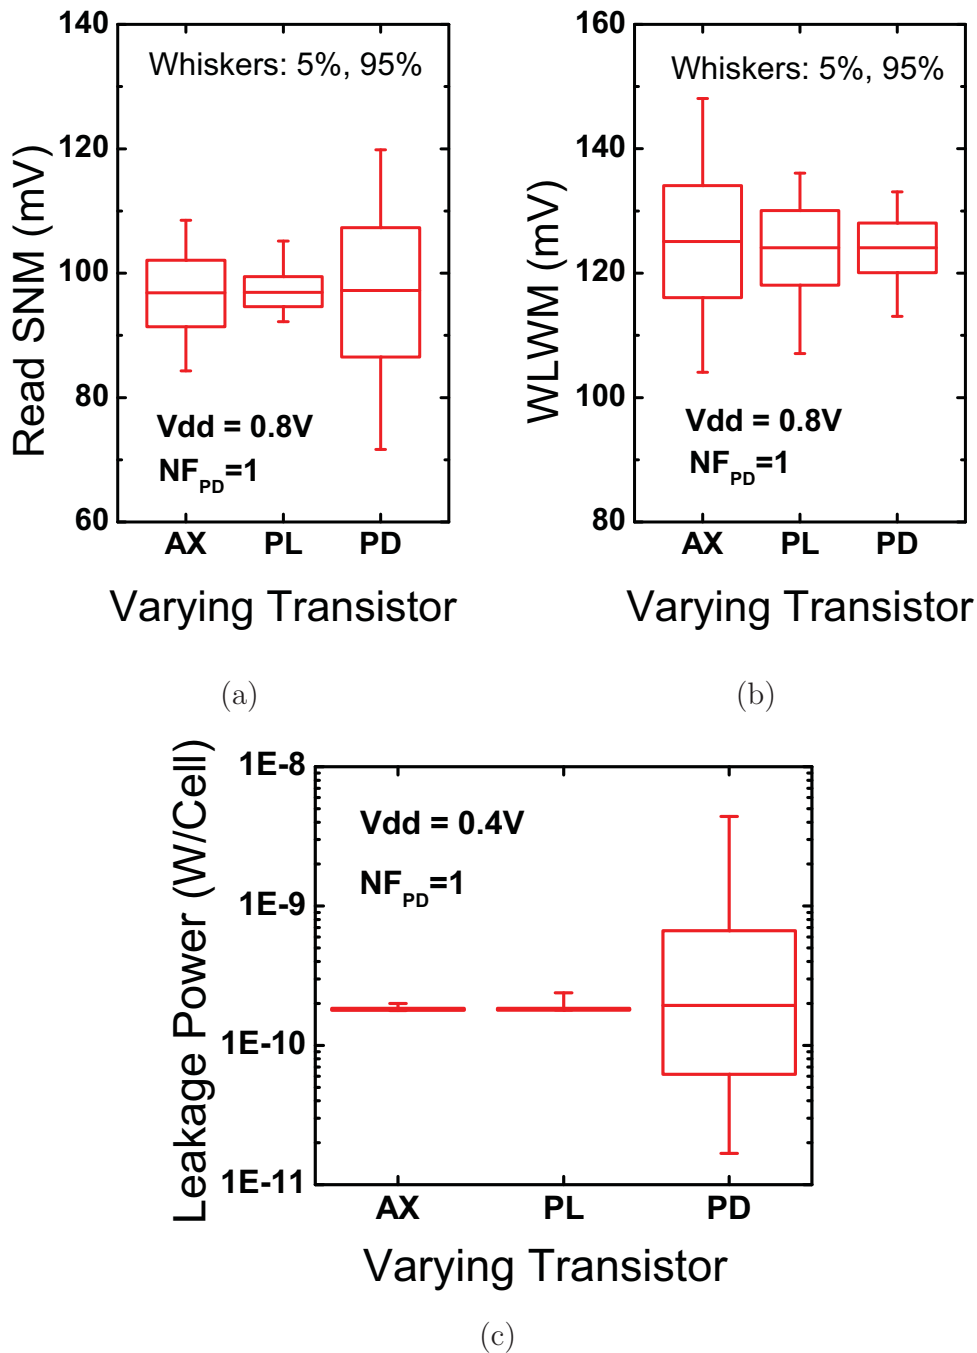 140
120
100
80
60
Read SNM (mV)
Whiskers: 5%, 95%
Vdd = 0.8V
NF_PD=1
AX PL PD
Varying Transistor
(a)
160
140
120
100
80
WLWM (mV)
Whiskers: 5%, 95%
Vdd = 0.8V
NF_PD=1
AX PL PD
Varying Transistor
(b)
1E-8
1E-9
1E-10
1E-11
Leakage Power (W/Cell)
Vdd = 0.4V
NF_PD=1
AX PL PD
Varying Transistor
(c)